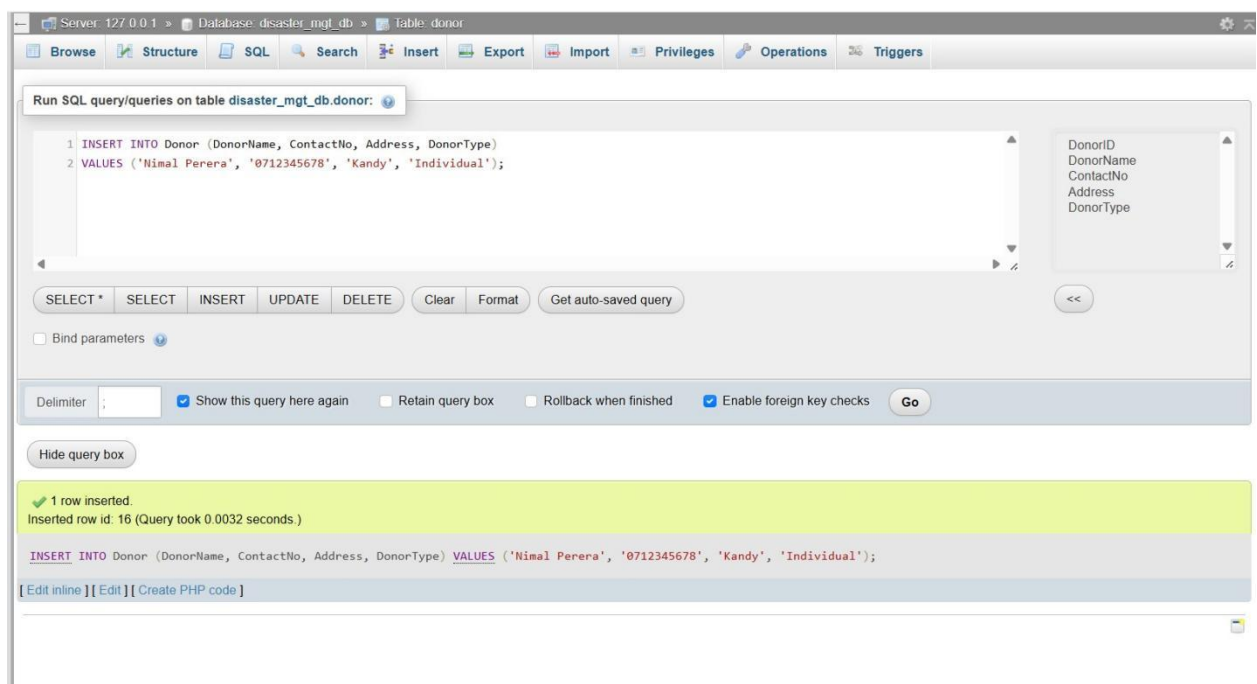 Server: 127.0.0.1 » Database: disaster_mgt_db » Table: donor
Browse Structure SQL Search Insert Export Import Privileges Operations Triggers
Run SQL query/queries on table disaster_mgt_db.donor:
1 INSERT INTO Donor (DonorName, ContactNo, Address, DonorType)
2 VALUES ('Nimal Perera', '0712345678', 'Kandy', 'Individual');
DonorID
DonorName
ContactNo
Address
DonorType
SELECT * SELECT INSERT UPDATE DELETE Clear Format Get auto-saved query <<
Bind parameters
Delimiter ; Show this query here again Retain query box Rollback when finished Enable foreign key checks Go
Hide query box
1 row inserted.
Inserted row id: 16 (Query took 0.0032 seconds.)
INSERT INTO Donor (DonorName, ContactNo, Address, DonorType) VALUES ('Nimal Perera', '0712345678', 'Kandy', 'Individual');
[ Edit inline ] [ Edit ] [ Create PHP code ]